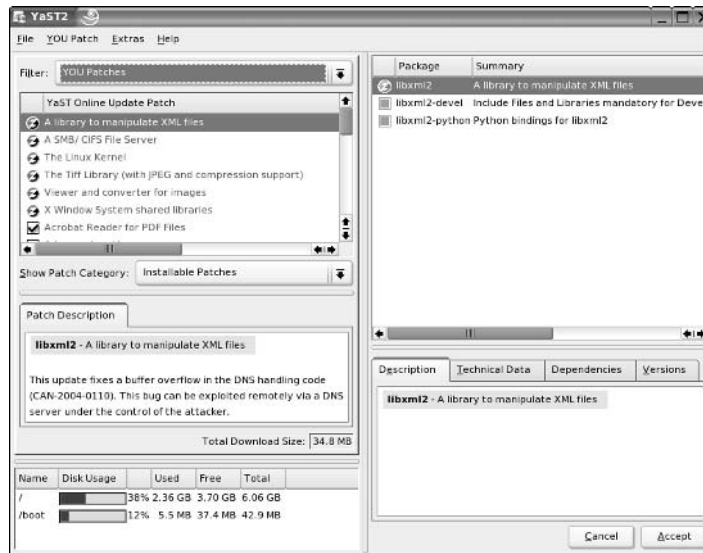 YaST2
File YOU Patch Extras Help
Filter: YOU Patches
YaST Online Update Patch
A library to manipulate XML files
A SMB/ CIFS File Server
The Linux Kernel
The Tiff Library (with JPEG and compression support)
Viewer and converter for images
X Window System shared libraries
Acrobat Reader for PDF Files
Show Patch Category: Installable Patches
Patch Description
libxml2 - A library to manipulate XML files
This update fixes a buffer overflow in the DNS handling code
(CAN-2004-0110). This bug can be exploited remotely via a DNS
server under the control of the attacker.
Total Download Size: 34.8 MB
Name Disk Usage Used Free Total
/ 38% 2.36 GB 3.70 GB 6.06 GB
/boot 12% 5.5 MB 37.4 MB 42.9 MB
Package Summary
libxml2 A library to manipulate XML files
libxml2-devel Include Files and Libraries mandatory for Deve
libxml2-python Python bindings for libxml2
Description Technical Data Dependencies Versions
libxml2 - A library to manipulate XML files
Cancel Accept